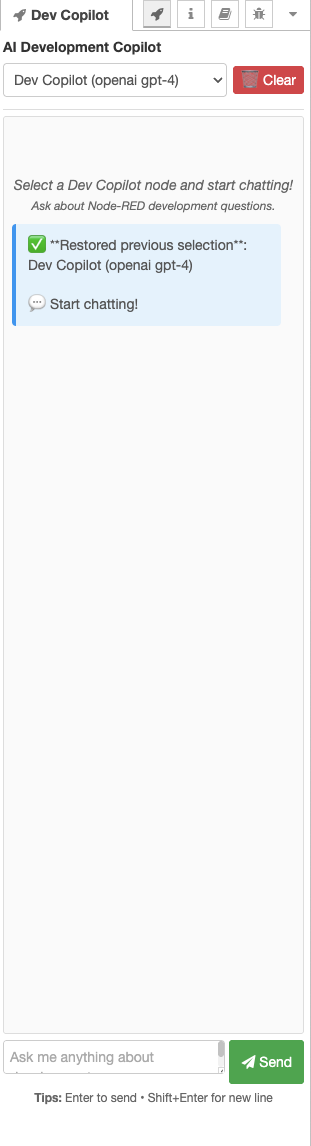 Dev Copilot
AI Development Copilot
Dev Copilot (openai gpt-4)
Clear
Select a Dev Copilot node and start chatting!
Ask about Node-RED development questions.
✅ **Restored previous selection**:
Dev Copilot (openai gpt-4)
💬 Start chatting!
Ask me anything about
Send
Tips: Enter to send • Shift+Enter for new line